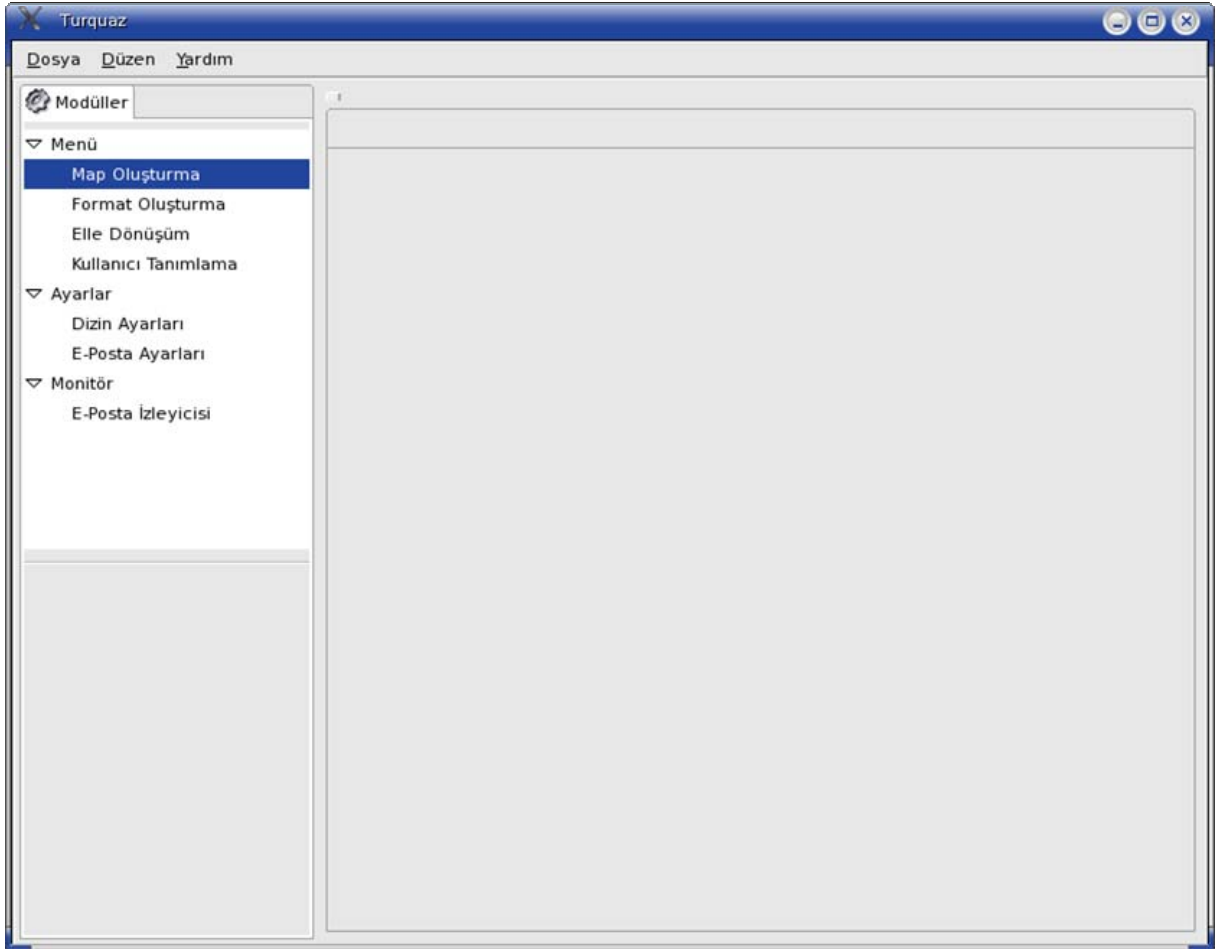 Turquaz
Dosya Düzen Yardım
Modüller
Menü
Map Oluşturma
Format Oluşturma
Elle Dönüşüm
Kullanıcı Tanımlama
Ayarlar
Dizin Ayarları
E-Posta Ayarları
Monitör
E-Posta İzleyicisi